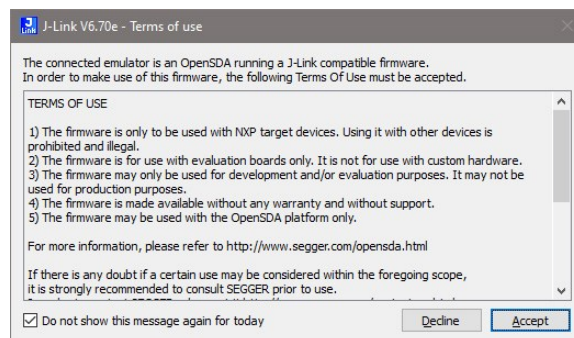 J-Link V6.70e - Terms of use
The connected emulator is an OpenSDA running a J-Link compatible firmware.
In order to make use of this firmware, the following Terms Of Use must be accepted.
TERMS OF USE
1) The firmware is only to be used with NXP target devices. Using it with other devices is
prohibited and illegal.
2) The firmware is for use with evaluation boards only. It is not for use with custom hardware.
3) The firmware may only be used for development and/or evaluation purposes. It may not be
used for production purposes.
4) The firmware is made available without any warranty and without support.
5) The firmware may be used with the OpenSDA platform only.
For more information, please refer to http://www.segger.com/opensda.html
If there is any doubt if a certain use may be considered within the foregoing scope,
it is strongly recommended to consult SEGGER prior to use.
Do not show this message again for today
Decline
Accept